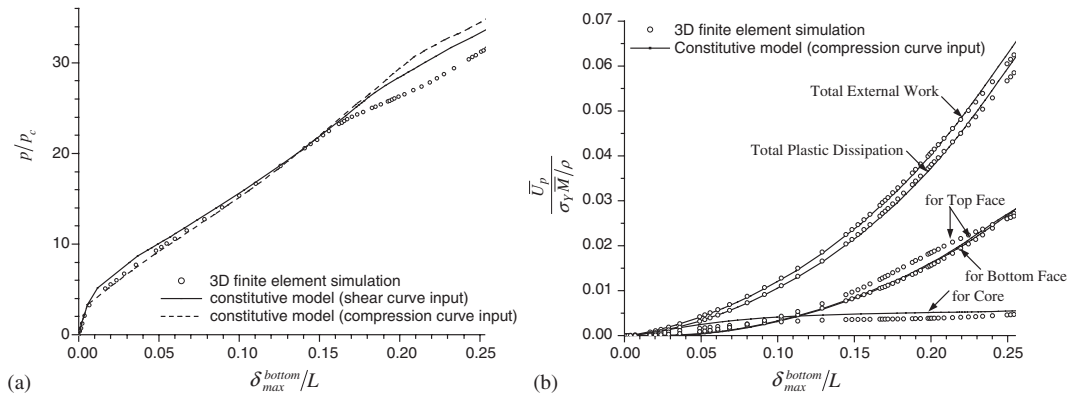 30
20
10
0
0.00 0.05 0.10 0.15 0.20 0.25
p/p_c
3D finite element simulation
constitutive model (shear curve input)
constitutive model (compression curve input)
δ_max^bottom/L
(a)
0.07
0.06
0.05
0.04
0.03
0.02
0.01
0.00
0.00 0.05 0.10 0.15 0.20 0.25
U̅_p
σ_Y M̅/ρ
3D finite element simulation
Constitutive model (compression curve input)
Total External Work
Total Plastic Dissipation
for Top Face
for Bottom Face
for Core
δ_max^bottom/L
(b)